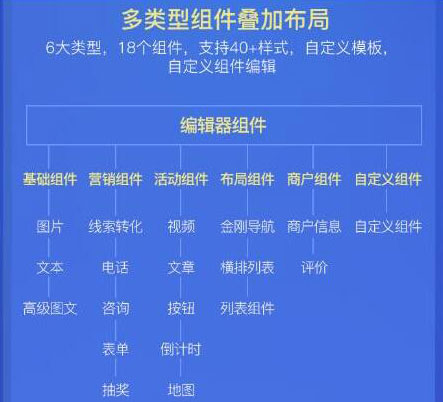 多类型组件叠加布局
6大类型，18个组件，支持40+样式，自定义模板，
自定义组件编辑
编辑器组件
基础组件 营销组件 活动组件 布局组件 商户组件 自定义组件
图片 线索转化 视频 金刚导航 商户信息 自定义组件
文本 电话 文章 横排列表 评价
高级图文 咨询 按钮 列表组件
表单 倒计时
抽奖 地图